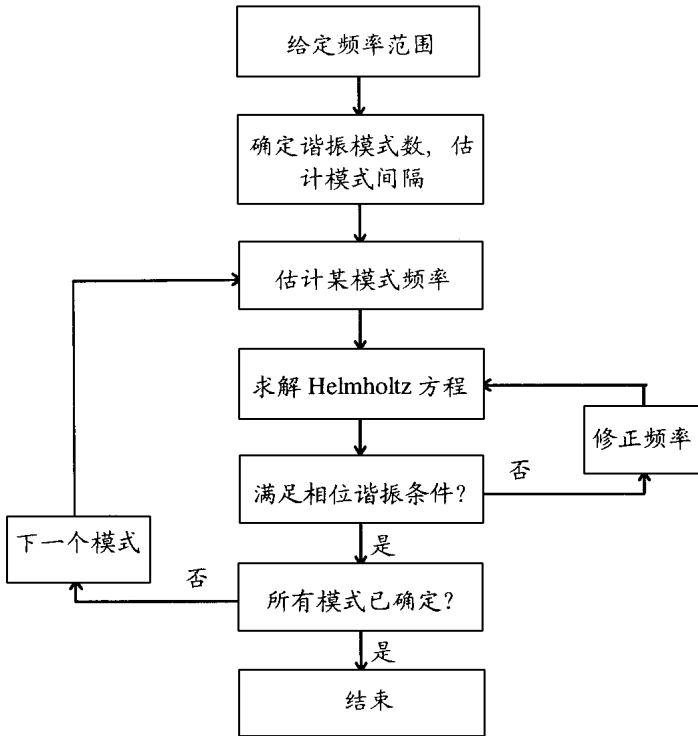 给定频率范围
确定谐振模式数，估
计模式间隔
估计某模式频率
求解 Helmholtz 方程
修正频率
满足相位谐振条件？
否
是
下一个模式
否
所有模式已确定？
是
结束